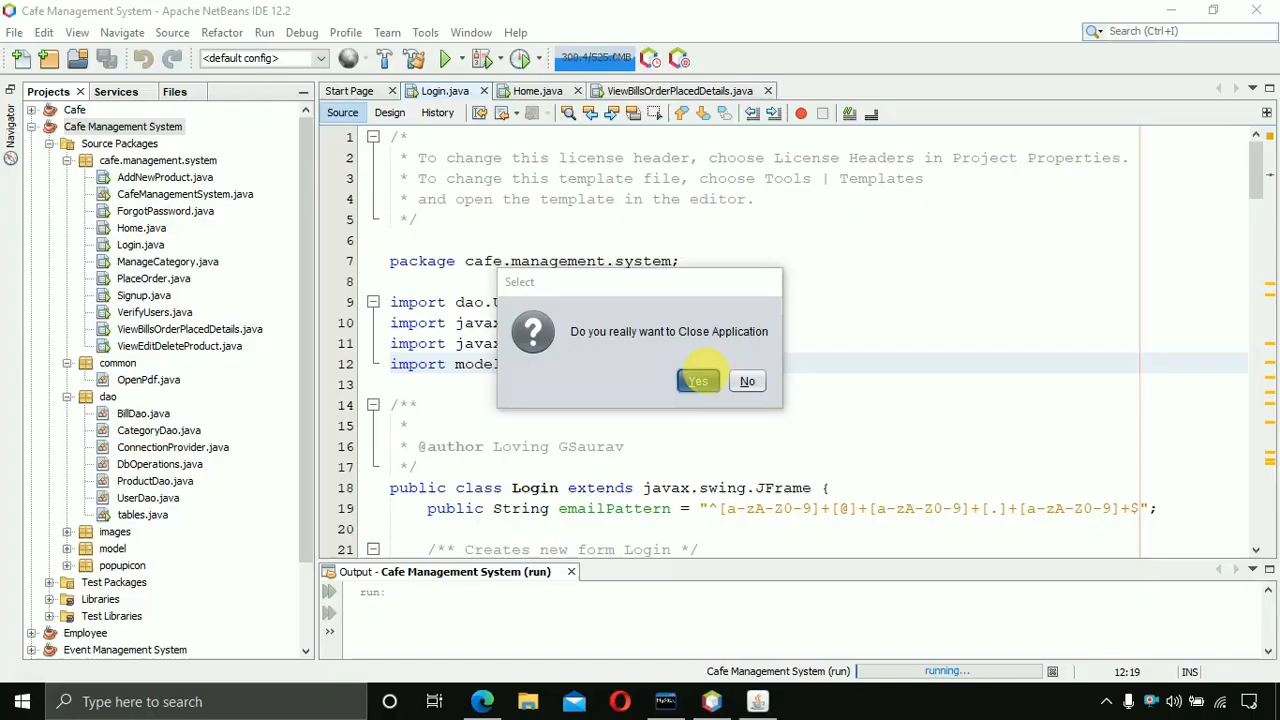 Cafe Management System - Apache NetBeans IDE 12.2
File Edit View Navigate Source Refactor Run Debug Profile Team Tools Window Help
Search (Ctrl+I)
<default config>
300.4/525.0MB
Projects Services Files
Start Page Login.java Home.java ViewBillsOrderPlacedDetails.java
Navigator
Source Design History
Cafe
Cafe Management System
Source Packages
cafe.management.system
AddNewProduct.java
CafeManagementSystem.java
ForgotPassword.java
Home.java
Login.java
ManageCategory.java
PlaceOrder.java
Signup.java
VerifyUsers.java
ViewBillsOrderPlacedDetails.java
ViewEditDeleteProduct.java
common
OpenPdf.java
dao
BillDao.java
CategoryDao.java
ConnectionProvider.java
DbOperations.java
ProductDao.java
UserDao.java
tables.java
images
model
popupicon
Test Packages
Libraries
Test Libraries
Employee
Event Management System
1 /*
2 * To change this license header, choose License Headers in Project Properties.
3 * To change this template file, choose Tools | Templates
4 * and open the template in the editor.
5 */
6
7 package cafe.management.system;
8
9 import dao.
10 import javax
11 import javax
12 import model
13
14 /**
15 *
16 * @author Loving GSaurav
17 */
18 public class Login extends javax.swing.JFrame {
19 public String emailPattern = "^[a-zA-Z0-9]+[@]+[a-zA-Z0-9]+[.]+[a-zA-Z0-9]+$";
20
21 /** Creates new form Login */
Select
Do you really want to Close Application
Yes No
Output - Cafe Management System (run)
run:
Cafe Management System (run) running... 12:19 INS
Type here to search